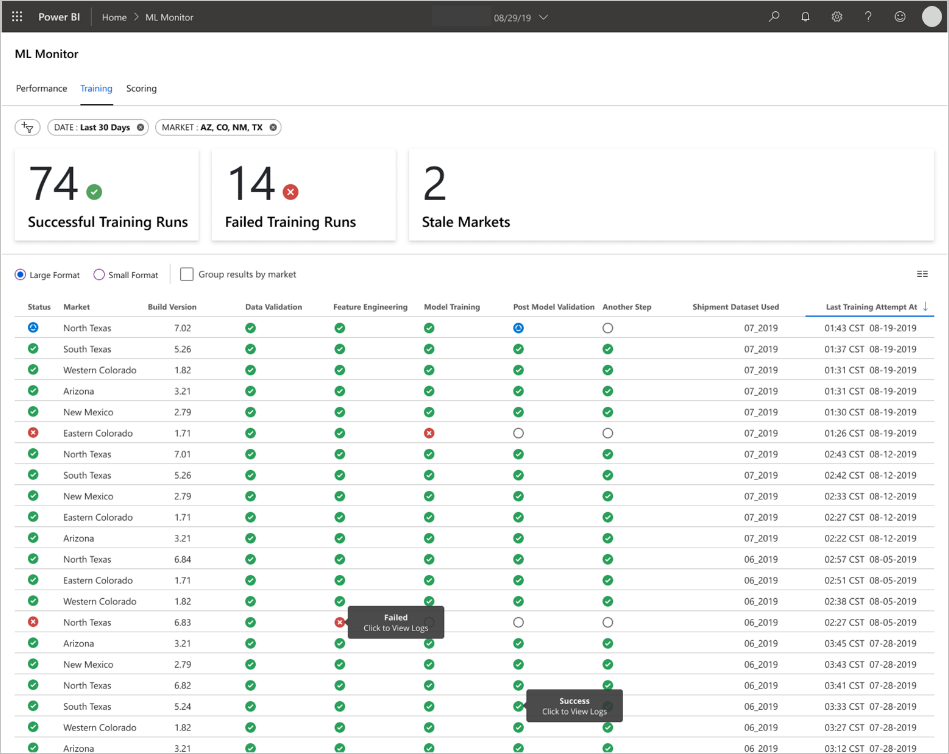 Power BI Home > ML Monitor 08/29/19
ML Monitor
Performance Training Scoring
DATE : Last 30 Days MARKET : AZ, CO, NM, TX
74 14 2
Successful Training Runs Failed Training Runs Stale Markets
Large Format Small Format Group results by market
Status Market Build Version Data Validation Feature Engineering Model Training Post Model Validation Another Step Shipment Dataset Used Last Training Attempt At ↓
North Texas 7.02 07_2019 01:43 CST 08-19-2019
South Texas 5.26 07_2019 01:37 CST 08-19-2019
Western Colorado 1.82 07_2019 01:31 CST 08-19-2019
Arizona 3.21 07_2019 01:31 CST 08-19-2019
New Mexico 2.79 07_2019 01:30 CST 08-19-2019
Eastern Colorado 1.71 07_2019 01:26 CST 08-19-2019
North Texas 7.01 07_2019 02:43 CST 08-12-2019
South Texas 5.26 07_2019 02:42 CST 08-12-2019
New Mexico 2.79 07_2019 02:33 CST 08-12-2019
Eastern Colorado 1.71 07_2019 02:27 CST 08-12-2019
Arizona 3.21 07_2019 02:22 CST 08-12-2019
North Texas 6.84 06_2019 02:57 CST 08-05-2019
Eastern Colorado 1.71 06_2019 02:51 CST 08-05-2019
Western Colorado 1.82 06_2019 02:38 CST 08-05-2019
Failed
North Texas 6.83 06_2019 02:27 CST 08-05-2019
Click to View Logs
Arizona 3.21 06_2019 03:45 CST 07-28-2019
New Mexico 2.79 06_2019 03:43 CST 07-28-2019
North Texas 6.82 06_2019 03:41 CST 07-28-2019
Success
South Texas 5.24 06_2019 03:33 CST 07-28-2019
Click to View Logs
Western Colorado 1.82 06_2019 03:27 CST 07-28-2019
Arizona 3.21 06_2019 03:12 CST 07-28-2019